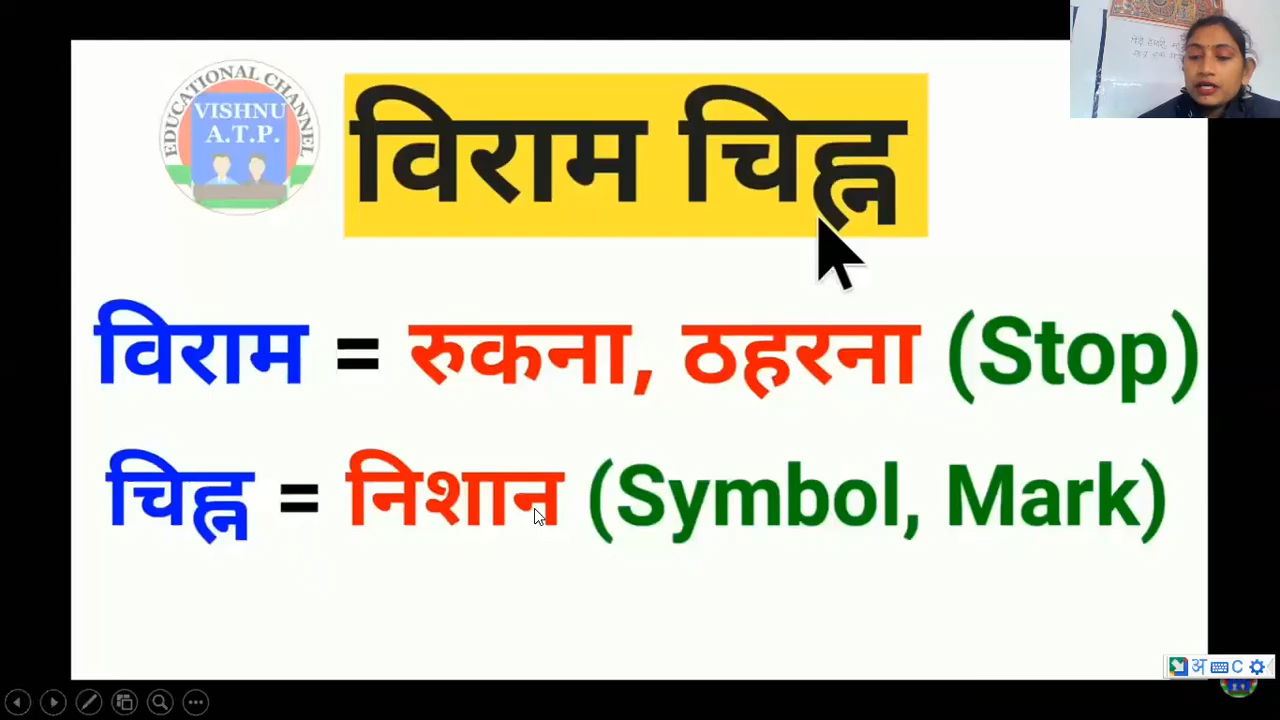 EDUCATIONAL CHANNEL
VISHNU
A.T.P.
विराम चिह्न
विराम = रुकना, ठहरना (Stop)
चिह्न = निशान (Symbol, Mark)
अ C